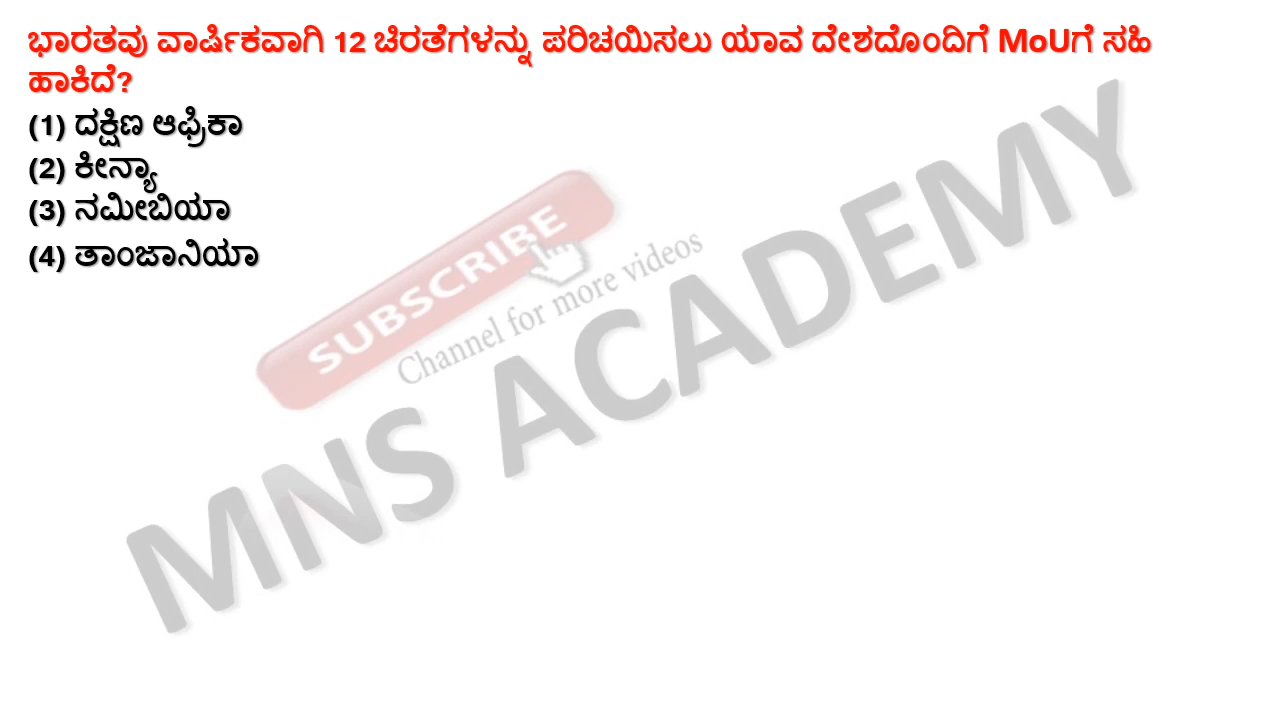 ಭಾರತವು ವಾರ್ಷಿಕವಾಗಿ 12 ಚಿರತೆಗಳನ್ನು ಪರಿಚಯಿಸಲು ಯಾವ ದೇಶದೊಂದಿಗೆ MoUಗೆ ಸಹಿ
ಹಾಕಿದೆ?
(1) ದಕ್ಷಿಣ ಆಫ್ರಿಕಾ
(2) ಕೀನ್ಯಾ
(3) ನಮೀಬಿಯಾ
(4) ತಾಂಜಾನಿಯಾ
SUBSCRIBE
Channel for more videos
MNS ACADEMY